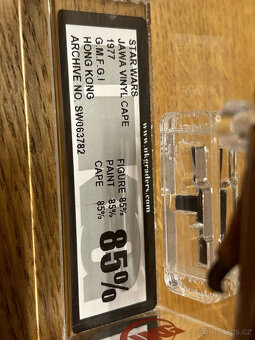 STAR WARS
JAWA VINYL CAPE
1977
G.M.F.G.I
HONG KONG
ARCHIVE NO. SW063782
FIGURE 85%
PAINT 85%
CAPE 85%
85%
www.ukgraders.com